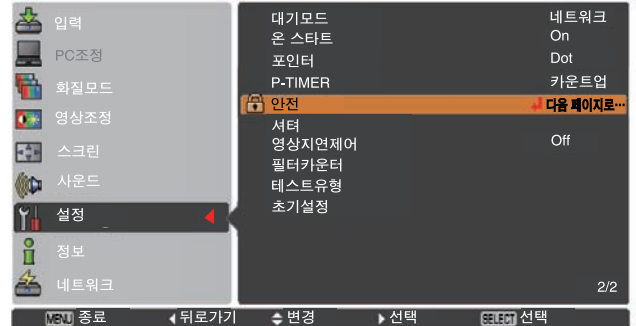 입력
PC조정
화질모드
영상조정
스크린
사운드
설정
정보
네트워크
대기모드 네트워크
온 스타트 On
포인터 Dot
P-TIMER 카운트업
안전 다음 페이지로…
셔텨
영상지연제어 Off
필터카운터
테스트유형
초기설정
2/2
MENU 종료 뒤로가기 변경 선택 SELECT 선택